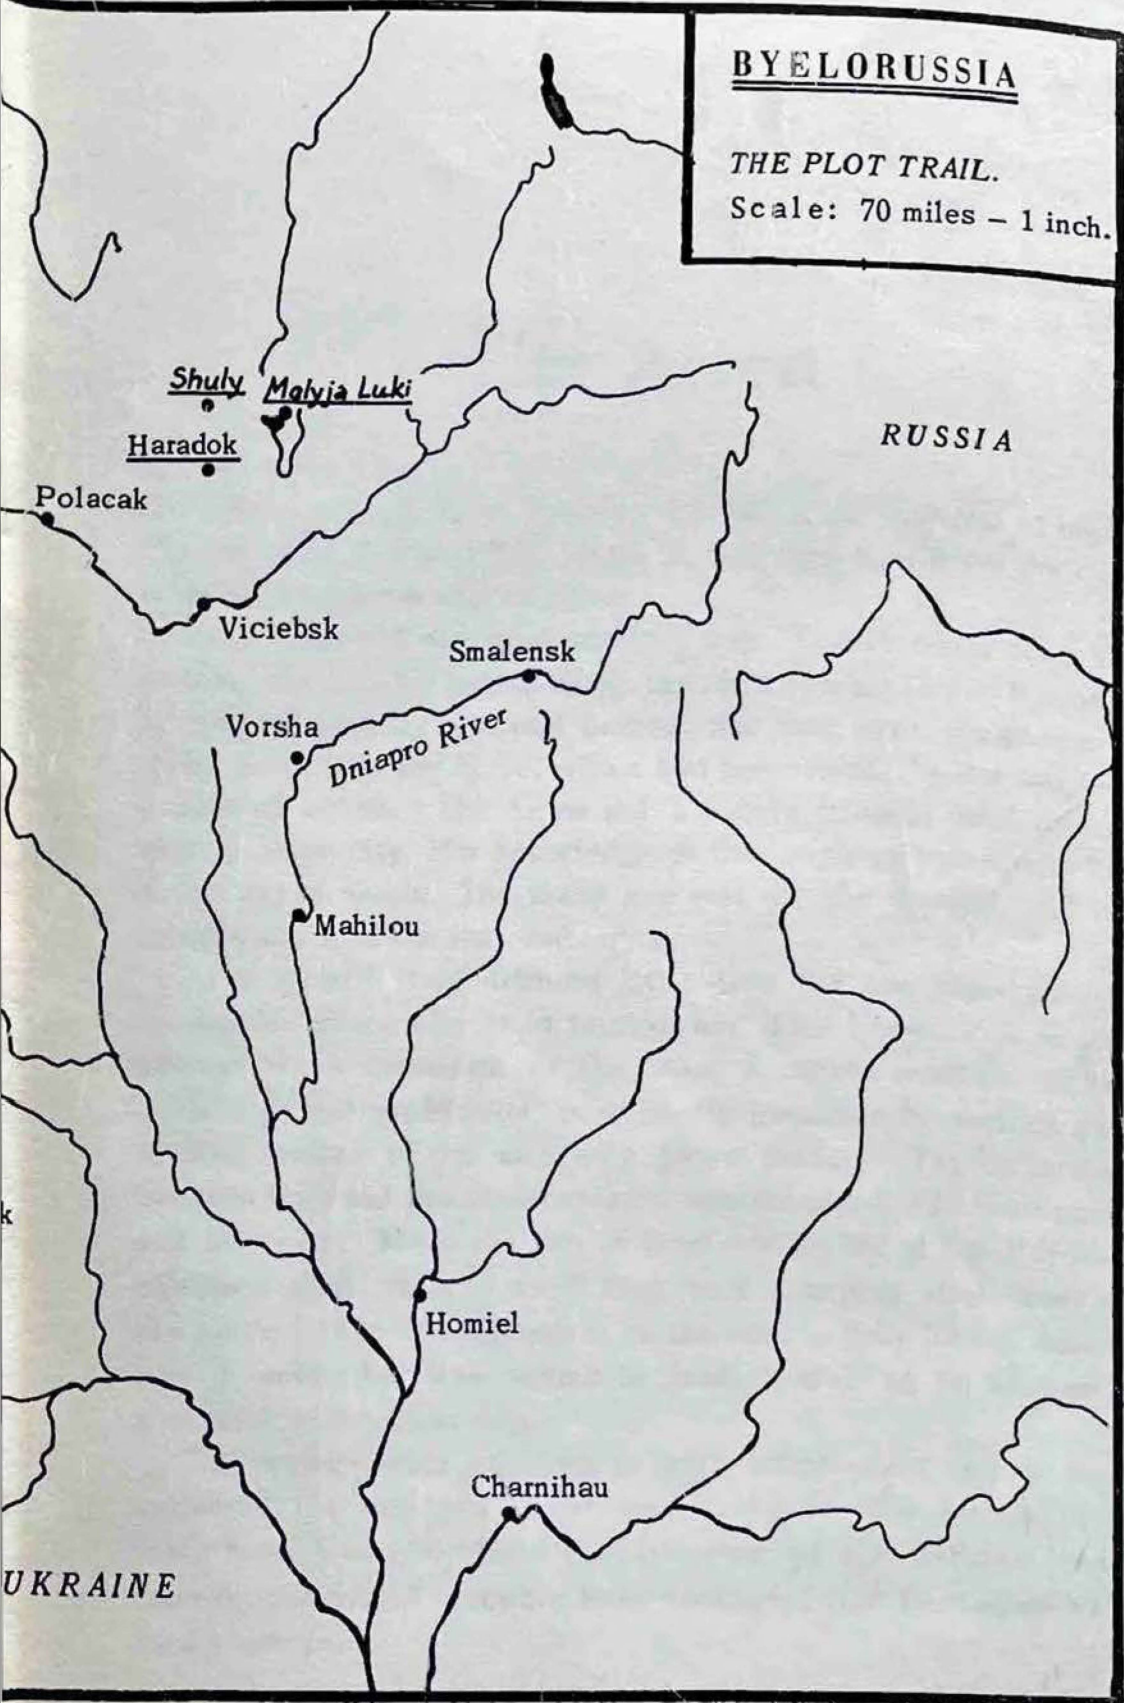 BYELORUSSIA
THE PLOT TRAIL.
Scale: 70 miles – 1 inch.
Shuly
Malyja Luki
Haradok
RUSSIA
Polacak
Viciebsk
Smalensk
Vorsha
Dniapro River
Mahilou
k
Homiel
Charnihau
UKRAINE